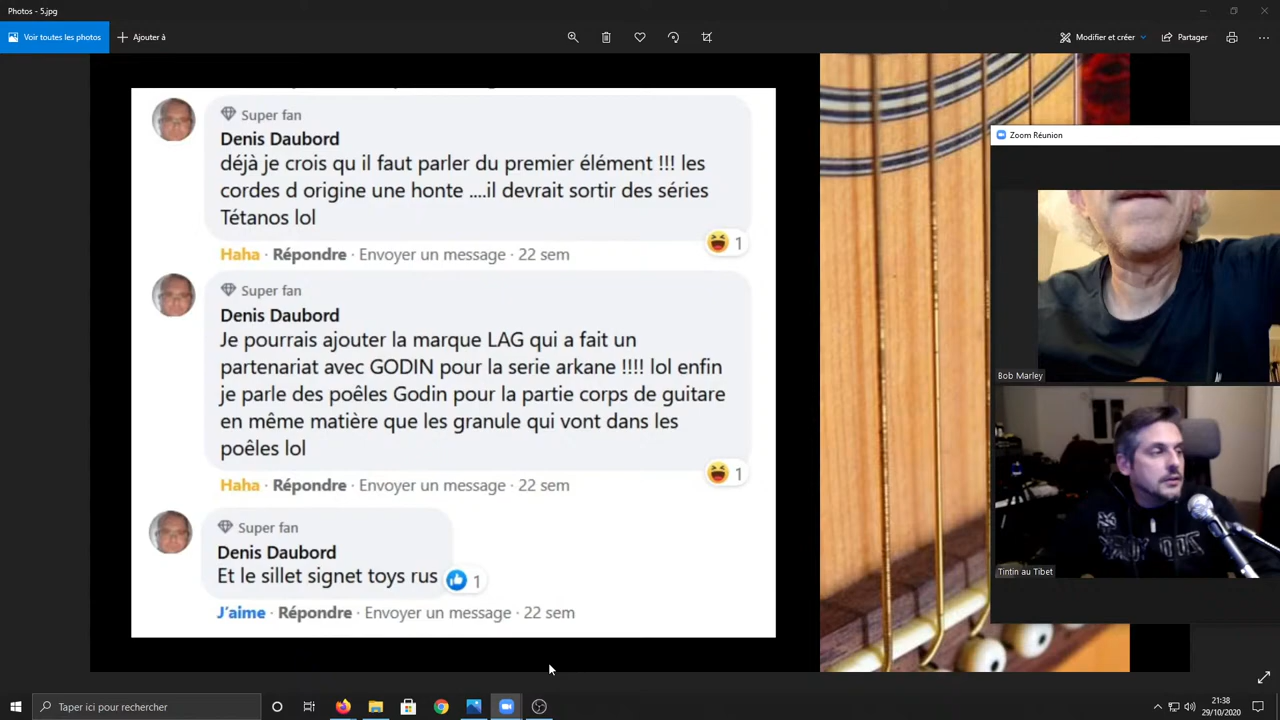 Photos - 5.jpg
Voir toutes les photos
Ajouter à
Modifier et créer
Partager
Super fan
Denis Daubord
déjà je crois qu il faut parler du premier élément !!! les
cordes d origine une honte ....il devrait sortir des séries
Tétanos lol
1
Haha · Répondre · Envoyer un message · 22 sem
Super fan
Denis Daubord
Je pourrais ajouter la marque LAG qui a fait un
partenariat avec GODIN pour la serie arkane !!!! lol enfin
je parle des poêles Godin pour la partie corps de guitare
en même matière que les granule qui vont dans les
poêles lol
1
Haha · Répondre · Envoyer un message · 22 sem
Super fan
Denis Daubord
Et le sillet signet toys rus
1
J'aime · Répondre · Envoyer un message · 22 sem
Zoom Réunion
Bob Marley
Tintin au Tibet
Taper ici pour rechercher
21:38
29/10/2020